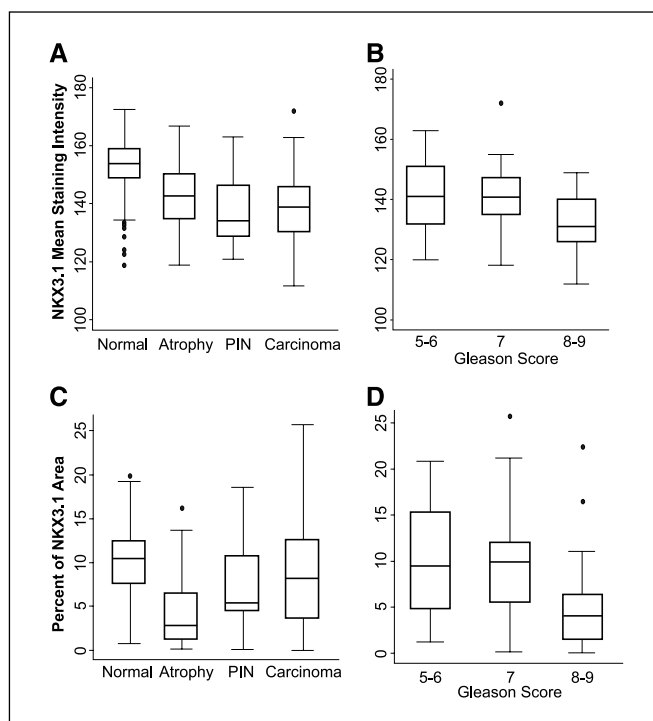 A
NKX3.1 Mean Staining Intensity
180
160
140
120
100
Normal Atrophy PIN Carcinoma
B
180
160
140
120
100
5-6 7 8-9
Gleason Score
C
Percent of NKX3.1 Area
25
20
15
10
5
0
Normal Atrophy PIN Carcinoma
D
25
20
15
10
5
0
5-6 7 8-9
Gleason Score